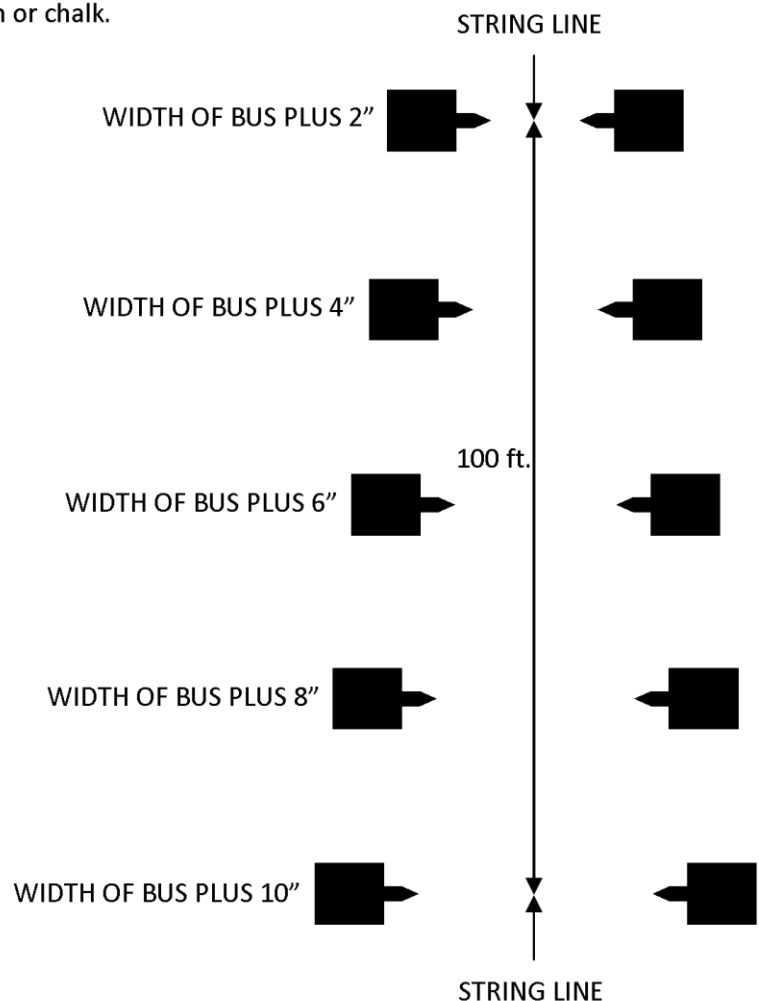 or chalk.
STRING LINE
WIDTH OF BUS PLUS 2”
WIDTH OF BUS PLUS 4”
100 ft.
WIDTH OF BUS PLUS 6”
WIDTH OF BUS PLUS 8”
WIDTH OF BUS PLUS 10”
STRING LINE